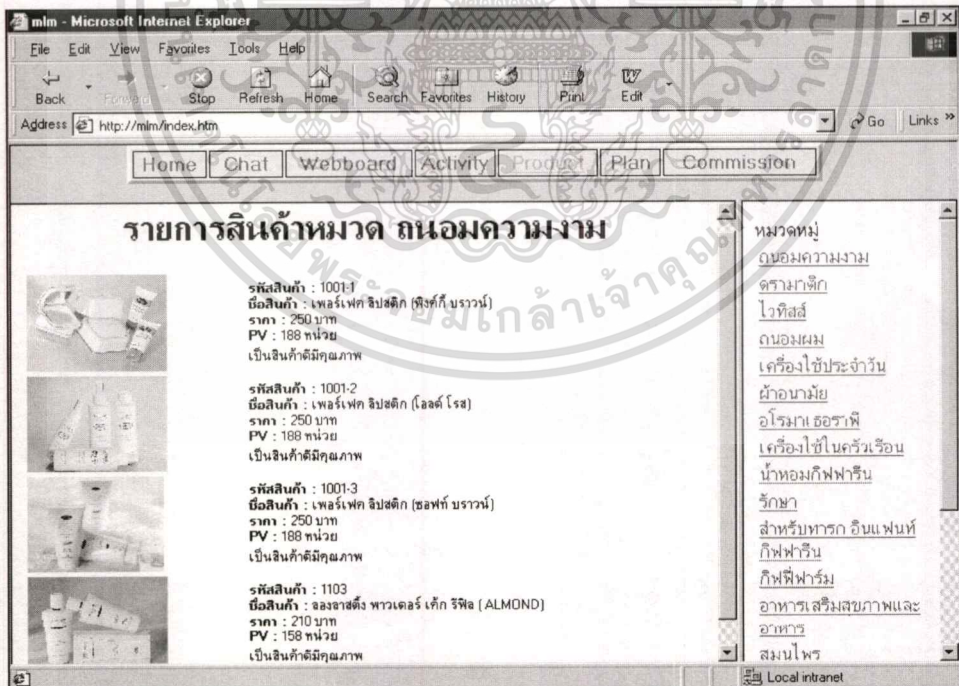 mlm - Microsoft Internet Explorer
File Edit View Favorites Tools Help
Back Forward Stop Refresh Home Search Favorites History Print Edit
Address http://mlm/index.htm Go Links »
Home Chat Webboard Activity Product Plan Commission
รายการสินค้าหมวด ถนอมความงาม
รหัสสินค้า : 1001-1
ชื่อสินค้า : เพอร์เฟค ลิปสติก (พิงค์กี้ บราวน์)
ราคา : 250 บาท
PV : 188 หน่วย
เป็นสินค้าดีมีคุณภาพ
รหัสสินค้า : 1001-2
ชื่อสินค้า : เพอร์เฟค ลิปสติก (โอลด์ โรส)
ราคา : 250 บาท
PV : 188 หน่วย
เป็นสินค้าดีมีคุณภาพ
รหัสสินค้า : 1001-3
ชื่อสินค้า : เพอร์เฟค ลิปสติก (ซอฟท์ บราวน์)
ราคา : 250 บาท
PV : 188 หน่วย
เป็นสินค้าดีมีคุณภาพ
รหัสสินค้า : 1103
ชื่อสินค้า : ลองลาสติ้ง พาวเดอร์ เค้ก รีฟิล (ALMOND)
ราคา : 210 บาท
PV : 158 หน่วย
เป็นสินค้าดีมีคุณภาพ
หมวดหมู่
ถนอมความงาม
ดรามาติก
ไวทิสส์
ถนอมผม
เครื่องใช้ประจำวัน
ผ้าอนามัย
อโรมาเธอราพี
เครื่องใช้ในครัวเรือน
น้ำหอมกิฟฟารีน
รักษา
สำหรับทารก อินแฟนท์
กิฟฟารีน
กิฟฟี่ฟาร์ม
อาหารเสริมสุขภาพและ
อาหาร
สมุนไพร
Local intranet